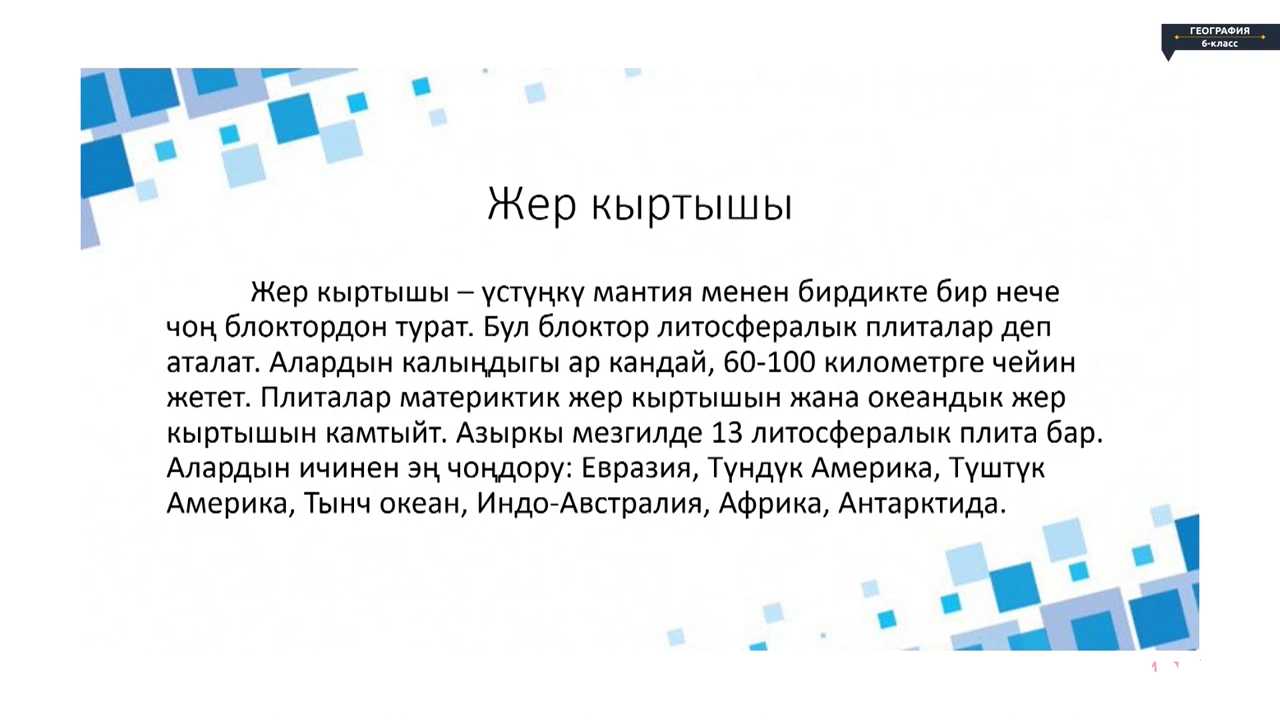 ГЕОГРАФИЯ
6-класс
Жер кыртышы
Жер кыртышы – үстүңкү мантия менен бирдикте бир нече
чоң блоктордон турат. Бул блоктор литосфералык плиталар деп
аталат. Алардын калыңдыгы ар кандай, 60-100 километрге чейин
жетет. Плиталар материктик жер кыртышын жана океандык жер
кыртышын камтыйт. Азыркы мезгилде 13 литосфералык плита бар.
Алардын ичинен эң чоңдору: Евразия, Түндүк Америка, Түштүк
Америка, Тынч океан, Индо-Австралия, Африка, Антарктида.